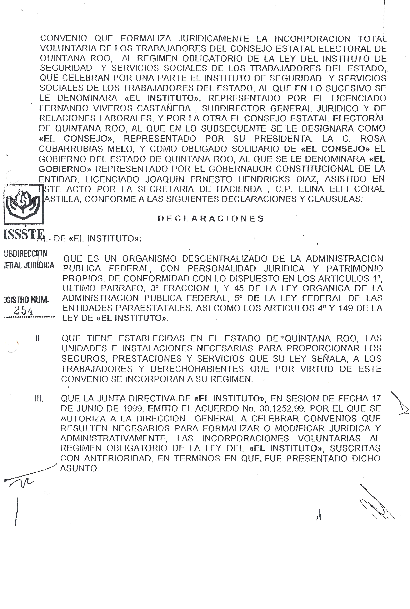 CONVENIO QUE FORMALIZA JURIDICAMENTE LA INCORPORACION TOTAL
VOLUNTARIA DE LOS TRABAJADORES DEL CONSEJO ESTATAL ELECTORAL DE
QUINTANA ROO, AL REGIMEN OBLIGATORIO DE LA LEY DEL INSTITUTO DE
SEGURIDAD Y SERVICIOS SOCIALES DE LOS TRABAJADORES DEL ESTADO,
QUE CELEBRAN POR UNA PARTE EL INSTITUTO DE SEGURIDAD Y SERVICIOS
SOCIALES DE LOS TRABAJADORES DEL ESTADO, AL QUE EN LO SUCESIVO SE
LE DENOMINARA «EL INSTITUTO», REPRESENTADO POR EL LICENCIADO
FERNANDO VIVEROS CASTAÑEDA SUBDIRECTOR GENERAL JURIDICO Y DE
RELACIONES LABORALES, Y POR LA OTRA EL CONSEJO ESTATAL ELECTORAL
DE QUINTANA ROO, AL QUE EN LO SUBSECUENTE SE LE DESIGNARA COMO
«EL CONSEJO», REPRESENTADO POR SU PRESIDENTA, LA C. ROSA
COBARRUBIAS MELO, Y COMO OBLIGADO SOLIDARIO DE «EL CONSEJO» EL
GOBIERNO DEL ESTADO DE QUINTANA ROO, AL QUE SE LE DENOMINARA «EL
GOBIERNO» REPRESENTADO POR EL GOBERNADOR CONSTITUCIONAL DE LA
ENTIDAD, LICENCIADO JOAQUIN ERNESTO HENDRICKS DIAZ, ASISTIDO EN
ESTE ACTO POR LA SECRETARIA DE HACIENDA, C.P. ELINA ELFI CORAL
CASTILLA, CONFORME A LAS SIGUIENTES DECLARACIONES Y CLAUSULAS.
DECLARACIONES
ISSSTE
DE «EL INSTITUTO»:
SUBDIRECCION
GENERAL JURIDICA
REGISTRO NUM.
254
QUE ES UN ORGANISMO DESCENTRALIZADO DE LA ADMINISTRACION
PUBLICA FEDERAL, CON PERSONALIDAD JURIDICA Y PATRIMONIO
PROPIOS, DE CONFORMIDAD CON LO DISPUESTO EN LOS ARTICULOS 1º,
ULTIMO PARRAFO, 3º FRACCION I, Y 45 DE LA LEY ORGANICA DE LA
ADMINISTRACION PUBLICA FEDERAL, 5º DE LA LEY FEDERAL DE LAS
ENTIDADES PARAESTATALES, ASI COMO LOS ARTICULOS 4º Y 149 DE LA
LEY DE «EL INSTITUTO».
II. QUE TIENE ESTABLECIDAS EN EL ESTADO DE QUINTANA ROO, LAS
UNIDADES E INSTALACIONES NECESARIAS PARA PROPORCIONAR LOS
SEGUROS, PRESTACIONES Y SERVICIOS QUE SU LEY SEÑALA, A LOS
TRABAJADORES Y DERECHOHABIENTES QUE POR VIRTUD DE ESTE
CONVENIO SE INCORPORAN A SU REGIMEN.
III. QUE LA JUNTA DIRECTIVA DE «EL INSTITUTO», EN SESION DE FECHA 17
DE JUNIO DE 1999, EMITIO EL ACUERDO No. 30.1252.99, POR EL QUE SE
AUTORIZA A LA DIRECCION GENERAL A CELEBRAR CONVENIOS QUE
RESULTEN NECESARIOS PARA FORMALIZAR O MODIFICAR JURIDICA Y
ADMINISTRATIVAMENTE, LAS INCORPORACIONES VOLUNTARIAS AL
REGIMEN OBLIGATORIO DE LA LEY DEL «EL INSTITUTO», SUSCRITAS
CON ANTERIORIDAD, EN TERMINOS EN QUE FUE PRESENTADO DICHO
ASUNTO